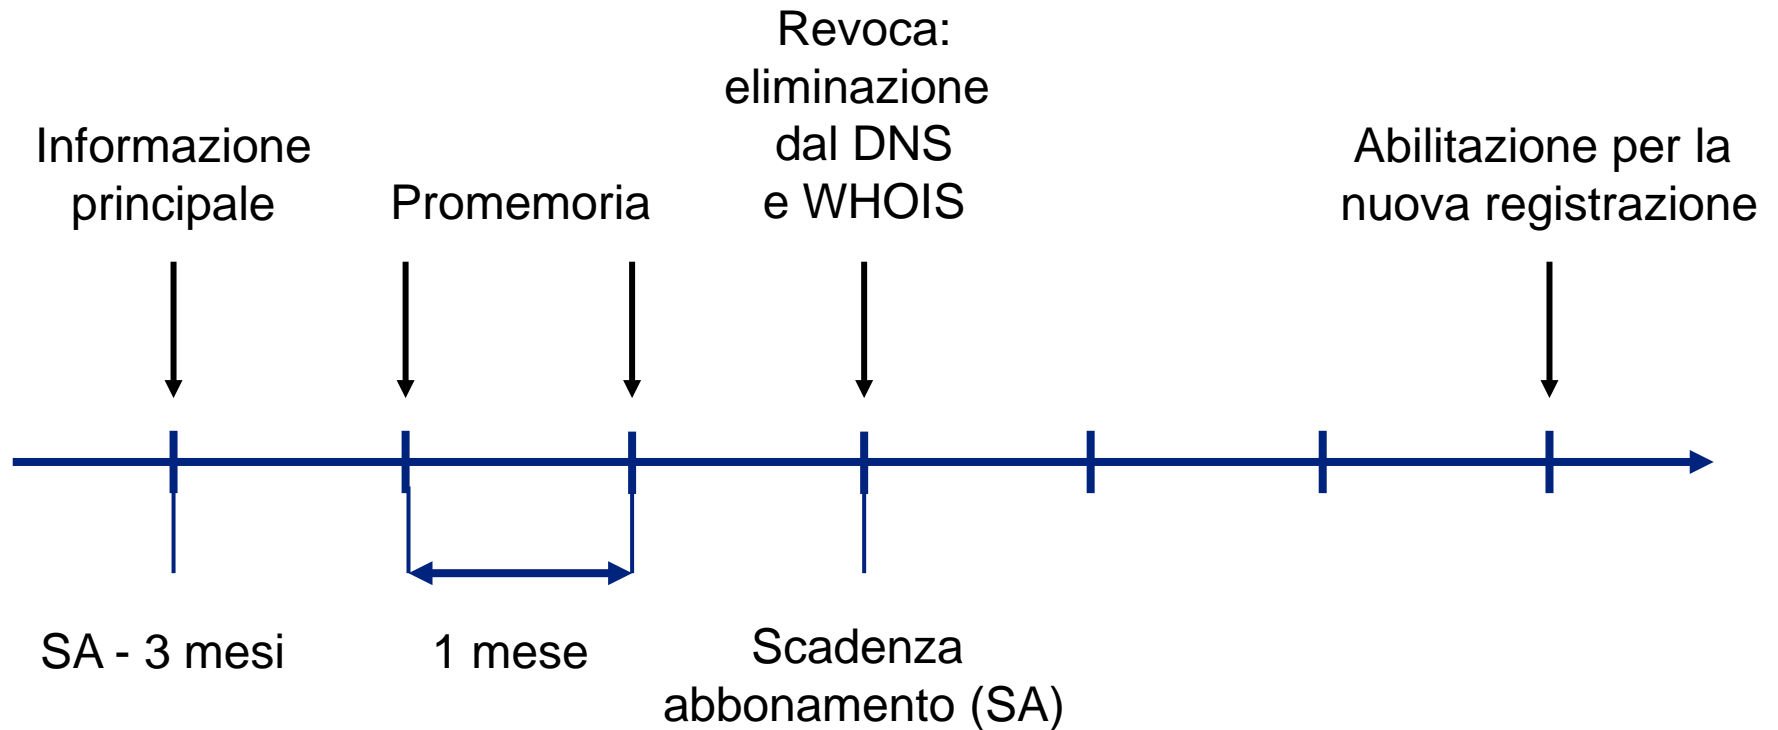 Informazione
principale
Promemoria
Revoca:
eliminazione
dal DNS
e WHOIS
Abilitazione per la
nuova registrazione
SA - 3 mesi
1 mese
Scadenza
abbonamento (SA)